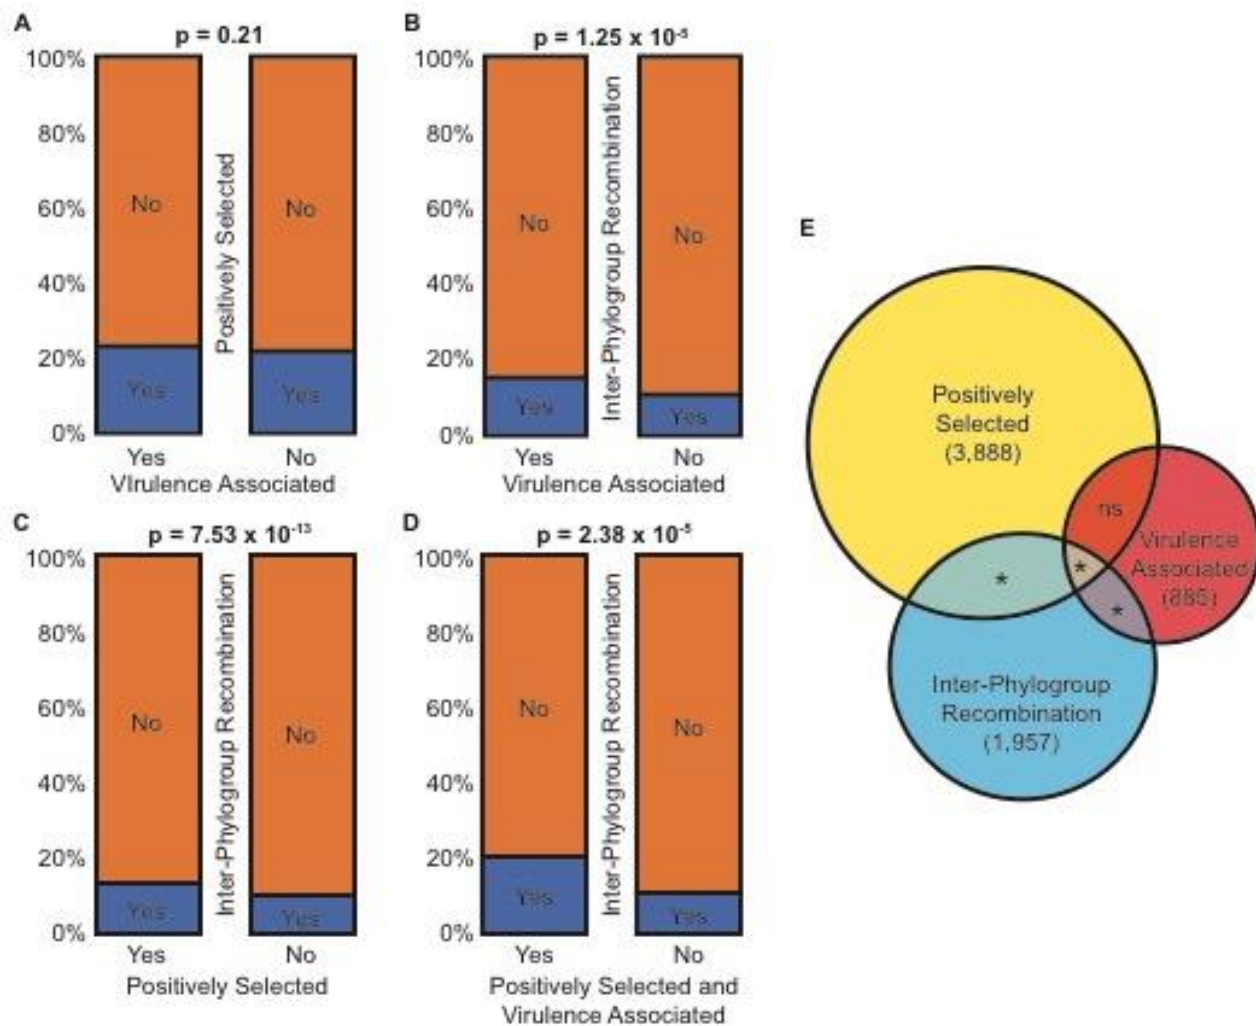 A
p = 0.21
100%
80%
60%
40%
20%
0%
No
No
Yes
Yes
Positively Selected
Yes
No
VIrulence Associated
B
p = 1.25 x 10⁻⁵
100%
80%
60%
40%
20%
0%
No
No
Yes
Yes
Inter-Phylogroup Recombination
Yes
No
Virulence Associated
C
p = 7.53 x 10⁻¹³
100%
80%
60%
40%
20%
0%
No
No
Yes
Yes
Inter-Phylogroup Recombination
Yes
No
Positively Selected
D
p = 2.38 x 10⁻⁵
100%
80%
60%
40%
20%
0%
No
No
Yes
Yes
Inter-Phylogroup Recombination
Yes
No
Positively Selected and
Virulence Associated
E
Positively
Selected
(3,888)
ns
Virulence
Associated
(885)
*
*
*
Inter-Phylogroup
Recombination
(1,957)